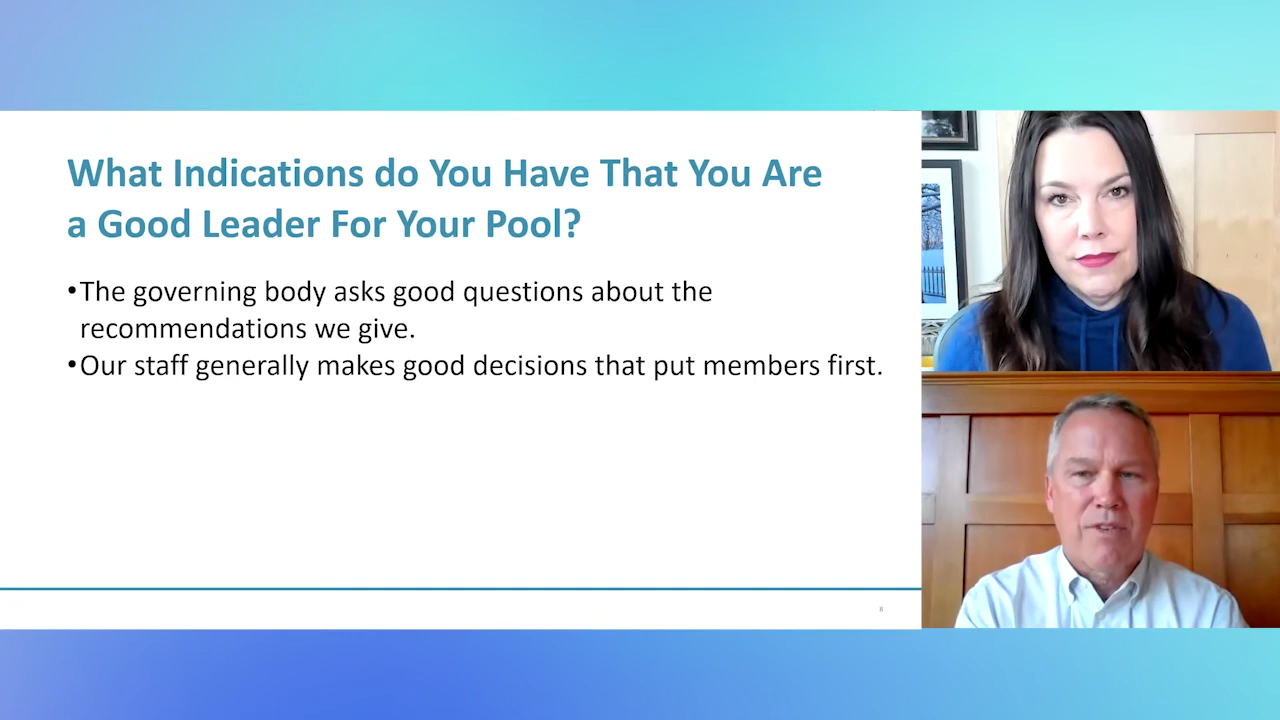 What Indications do You Have That You Are
a Good Leader For Your Pool?
•The governing body asks good questions about the
recommendations we give.
•Our staff generally makes good decisions that put members first.
8